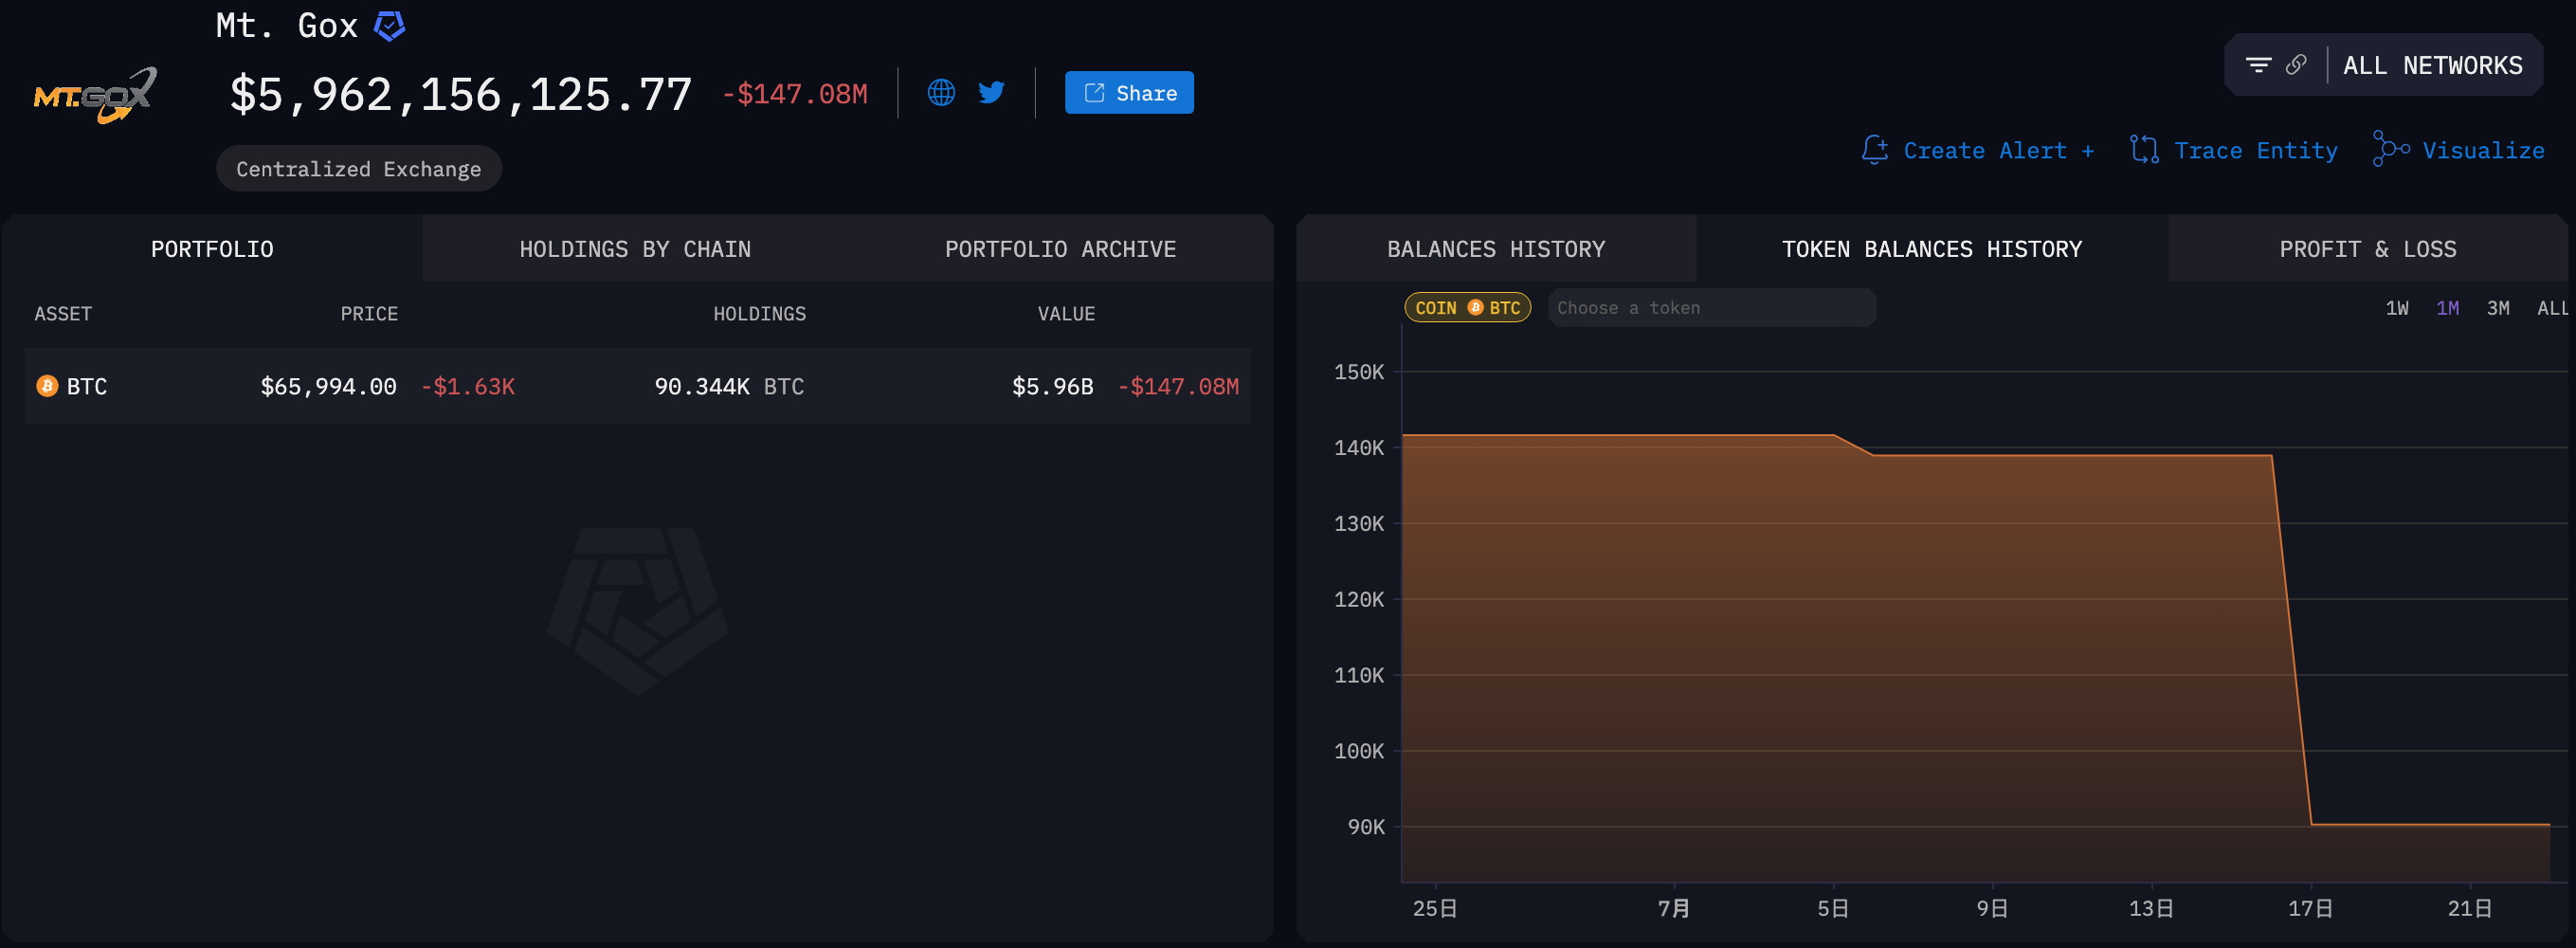 Mt. Gox
MT.GOX
$5,962,156,125.77 -$147.08M Share
Centralized Exchange
ALL NETWORKS
Create Alert + Trace Entity Visualize
PORTFOLIO HOLDINGS BY CHAIN PORTFOLIO ARCHIVE
ASSET PRICE HOLDINGS VALUE
BTC $65,994.00 -$1.63K 90.344K BTC $5.96B -$147.08M
BALANCES HISTORY TOKEN BALANCES HISTORY PROFIT & LOSS
COIN BTC Choose a token 1W 1M 3M ALL
150K
140K
130K
120K
110K
100K
90K
25日 7月 5日 9日 13日 17日 21日